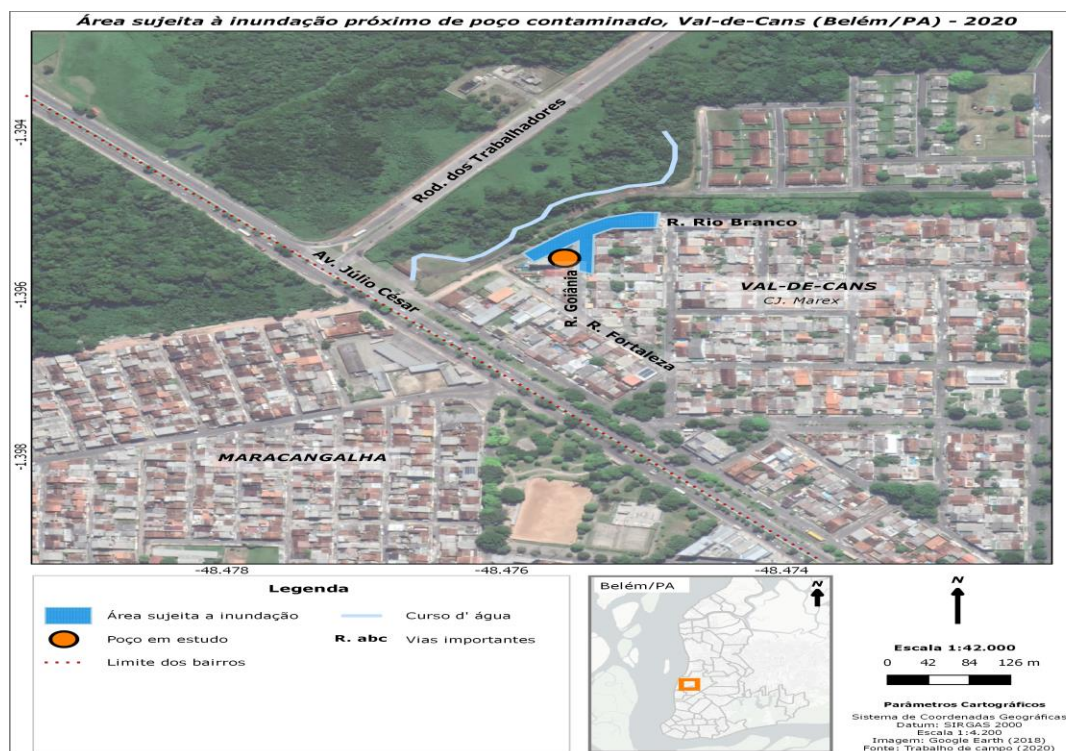 Área sujeita à inundação próximo de poço contaminado, Val-de-Cans (Belém/PA) - 2020
-1.394
-1.396
-1.398
Rod. dos Trabalhadores
R. Rio Branco
Av. Júlio César
R. Goiânia
VAL-DE-CANS
CJ. Marex
R. Fortaleza
MARACANGALHA
-48.478
-48.476
-48.474
Legenda
Área sujeita a inundação
Curso d' água
Poço em estudo
R. abc Vias importantes
Limite dos bairros
Belém/PA
N
N
Escala 1:42.000
0 42 84 126 m
Parâmetros Cartográficos
Sistema de Coordenadas Geográficas
Datum: SIRGAS 2000
Escala 1:4.200
Imagem: Google Earth (2018)
Fonte: Trabalho de campo (2020)